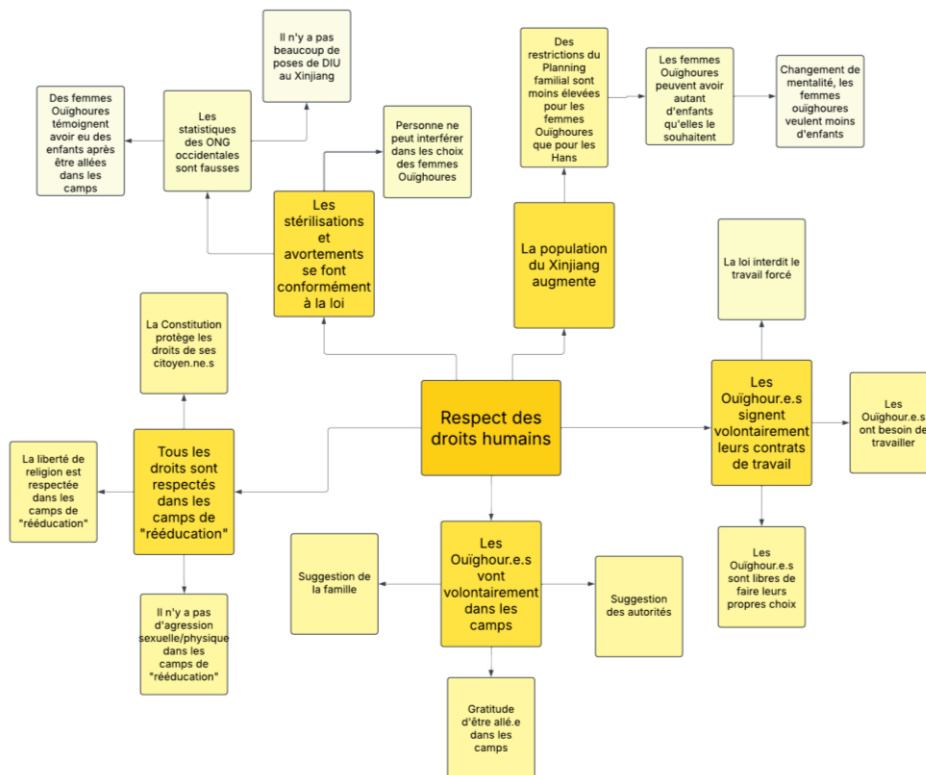 Il n'y a pas
beaucoup de
poses de DIU
au Xinjiang
Des femmes
Ouïghoures
témoignent
avoir eu des
enfants après
être allées
dans les
camps
Les
statistiques
des ONG
occidentales
sont fausses
Personne ne
peut interférer
dans les choix
des femmes
Ouïghoures
Les
stérilisations
et
avortements
se font
conformément
à la loi
Des
restrictions du
Planning
familial sont
moins élevées
pour les
femmes
Ouïghoures
que pour les
Hans
Les femmes
Ouïghoures
peuvent avoir
autant
d'enfants
qu'elles le
souhaitent
Changement de
mentalité, les
femmes
ouïghoures
veulent moins
d'enfants
La population
du Xinjiang
augmente
La loi interdit le
travail forcé
La Constitution
protège les
droits de ses
citoyen.ne.s
Respect des
droits humains
Les
Ouïghour.e.s
signent
volontairement
leurs contrats
de travail
Les
Ouïghour.e.s
ont besoin de
travailler
La liberté de
religion est
respectée
dans les
camps de
"rééducation"
Tous les
droits sont
respectés
dans les
camps de
"rééducation"
Les
Ouïghour.e.s
sont libres de
faire leurs
propres choix
Suggestion de
la famille
Les
Ouïghour.e.s
vont
volontairement
dans les
camps
Suggestion
des autorités
Il n'y a pas
d'agression
sexuelle/physique
dans les
camps de
"rééducation"
Gratitude
d'être allé.e
dans les
camps